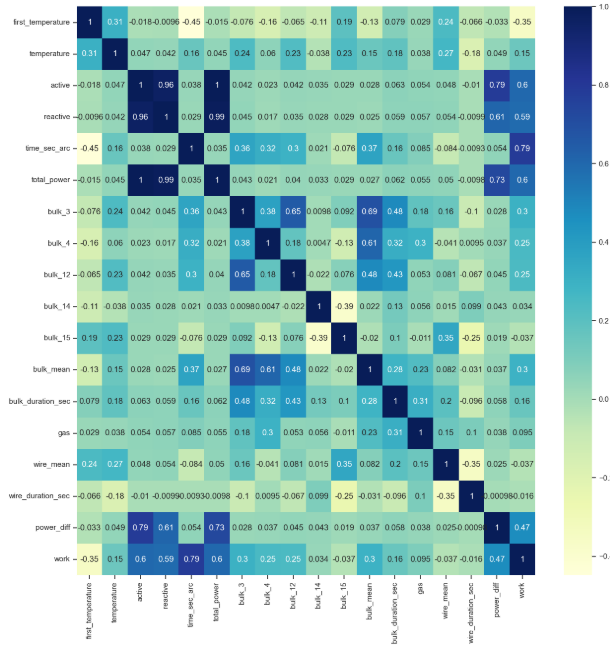 first_temperature 1 0.31 -0.018 -0.0096 -0.45 -0.015 -0.076 -0.16 -0.065 -0.11 0.19 -0.13 0.079 0.029 0.24 -0.066 -0.033 -0.35
temperature 0.31 1 0.047 0.042 0.16 0.045 0.24 0.06 0.23 -0.038 0.23 0.15 0.18 0.038 0.27 -0.18 0.049 0.15
active -0.018 0.047 1 0.96 0.038 1 0.042 0.023 0.042 0.035 0.029 0.028 0.063 0.054 0.048 -0.01 0.79 0.6
reactive -0.0096 0.042 0.96 1 0.029 0.99 0.045 0.017 0.035 0.028 0.029 0.025 0.059 0.057 0.054 -0.0099 0.61 0.59
time_sec_arc -0.45 0.16 0.038 0.029 1 0.035 0.36 0.32 0.3 0.021 -0.076 0.37 0.16 0.085 -0.084 -0.0093 0.054 0.79
total_power -0.015 0.045 1 0.99 0.035 1 0.043 0.021 0.04 0.033 0.029 0.027 0.062 0.055 0.05 -0.0098 0.73 0.6
bulk_3 -0.076 0.24 0.042 0.045 0.36 0.043 1 0.38 0.65 0.0098 0.092 0.69 0.48 0.18 0.16 -0.1 0.028 0.3
bulk_4 -0.16 0.06 0.023 0.017 0.32 0.021 0.38 1 0.18 0.0047 -0.13 0.61 0.32 0.3 -0.041 0.0095 0.037 0.25
bulk_12 -0.065 0.23 0.042 0.035 0.3 0.04 0.65 0.18 1 -0.022 0.076 0.48 0.43 0.053 0.081 -0.067 0.045 0.25
bulk_14 -0.11 -0.038 0.035 0.028 0.021 0.033 0.0098 0.0047 -0.022 1 -0.39 0.022 0.13 0.056 0.015 0.099 0.043 0.034
bulk_15 0.19 0.23 0.029 0.029 -0.076 0.029 0.092 -0.13 0.076 -0.39 1 -0.02 0.1 -0.011 0.35 -0.25 0.019 -0.037
bulk_mean -0.13 0.15 0.028 0.025 0.37 0.027 0.69 0.61 0.48 0.022 -0.02 1 0.28 0.23 0.082 -0.031 0.037 0.3
bulk_duration_sec 0.079 0.18 0.063 0.059 0.16 0.062 0.48 0.32 0.43 0.13 0.1 0.28 1 0.31 0.2 -0.096 0.058 0.16
gas 0.029 0.038 0.054 0.057 0.085 0.055 0.18 0.3 0.053 0.056 -0.011 0.23 0.31 1 0.15 0.1 0.038 0.095
wire_mean 0.24 0.27 0.048 0.054 -0.084 0.05 0.16 -0.041 0.081 0.015 0.35 0.082 0.2 0.15 1 -0.35 0.025 -0.037
wire_duration_sec -0.066 -0.18 -0.01 -0.0099 0.0093 -0.0098 -0.1 0.0095 -0.067 0.099 -0.25 -0.031 -0.096 0.1 -0.35 1 0.00098 -0.016
power_diff -0.033 0.049 0.79 0.61 0.054 0.73 0.028 0.037 0.045 0.043 0.019 0.037 0.058 0.038 0.025 1 0.47
work -0.35 0.15 0.6 0.59 0.79 0.6 0.3 0.25 0.25 0.034 -0.037 0.3 0.16 0.095 -0.037 -0.016 0.47 1
first_temperature temperature active reactive time_sec_arc total_power bulk_3 bulk_4 bulk_12 bulk_14 bulk_15 bulk_mean bulk_duration_sec gas wire_mean wire_duration_sec power_diff work
1.0
0.8
0.6
0.4
0.2
0.0